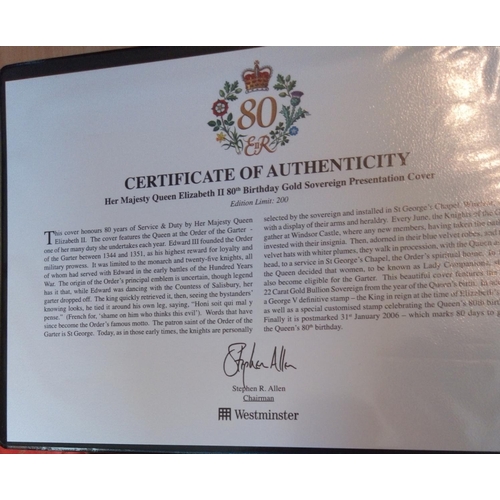 80
EIIR
CERTIFICATE OF AUTHENTICITY
Her Majesty Queen Elizabeth II 80th Birthday Gold Sovereign Presentation Cover
Edition Limit: 200
This cover honours 80 years of Service & Duty by Her Majesty Queen
Elizabeth II. The cover features the Queen at the Order of the Garter -
one of her many duty she undertakes each year. Edward III founded the Order
of the Garter between 1344 and 1351, as his highest reward for loyalty and
military prowess. It was limited to the monarch and twenty-five knights, all
of whom had served with Edward in the early battles of the Hundred Years
War. The origin of the Order's principal emblem is uncertain, though legend
has it that, while Edward was dancing with the Countess of Salisbury, her
garter dropped off. The king quickly retrieved it, then, seeing the bystanders'
knowing looks, he tied it around his own leg, saying, "Honi soit qui mal y
pense." (French for, 'shame on him who thinks this evil'). Words that have
since become the Order's famous motto. The patron saint of the Order of the
Garter is St George. Today, as in those early times, the knights are personally
selected by the sovereign and installed in St George's Chapel,
with a display of their arms and heraldry. Every June, the Knights of the
gather at Windsor Castle, where any new members, having taken the
invested with their insignia. Then, adorned in their blue velvet robes, and
velvet hats with white plumes, they walk in procession, with the Queen at
head, to a service in St George's Chapel, the Order's spiritual home. In
the Queen decided that women, to be known as Lady Companions,
also become eligible for the Garter. This beautiful cover features
22 Carat Gold Bullion Sovereign from the year of the Queen's birth. In
a George V definitive stamp – the King in reign at the time of Elizabeth's
as well as a special customised stamp celebrating the Queen's 80th
Finally it is postmarked 31st January 2006 – which marks 80 days to
the Queen's 80th birthday.
Stephen Allen
Stephen R. Allen
Chairman
Westminster